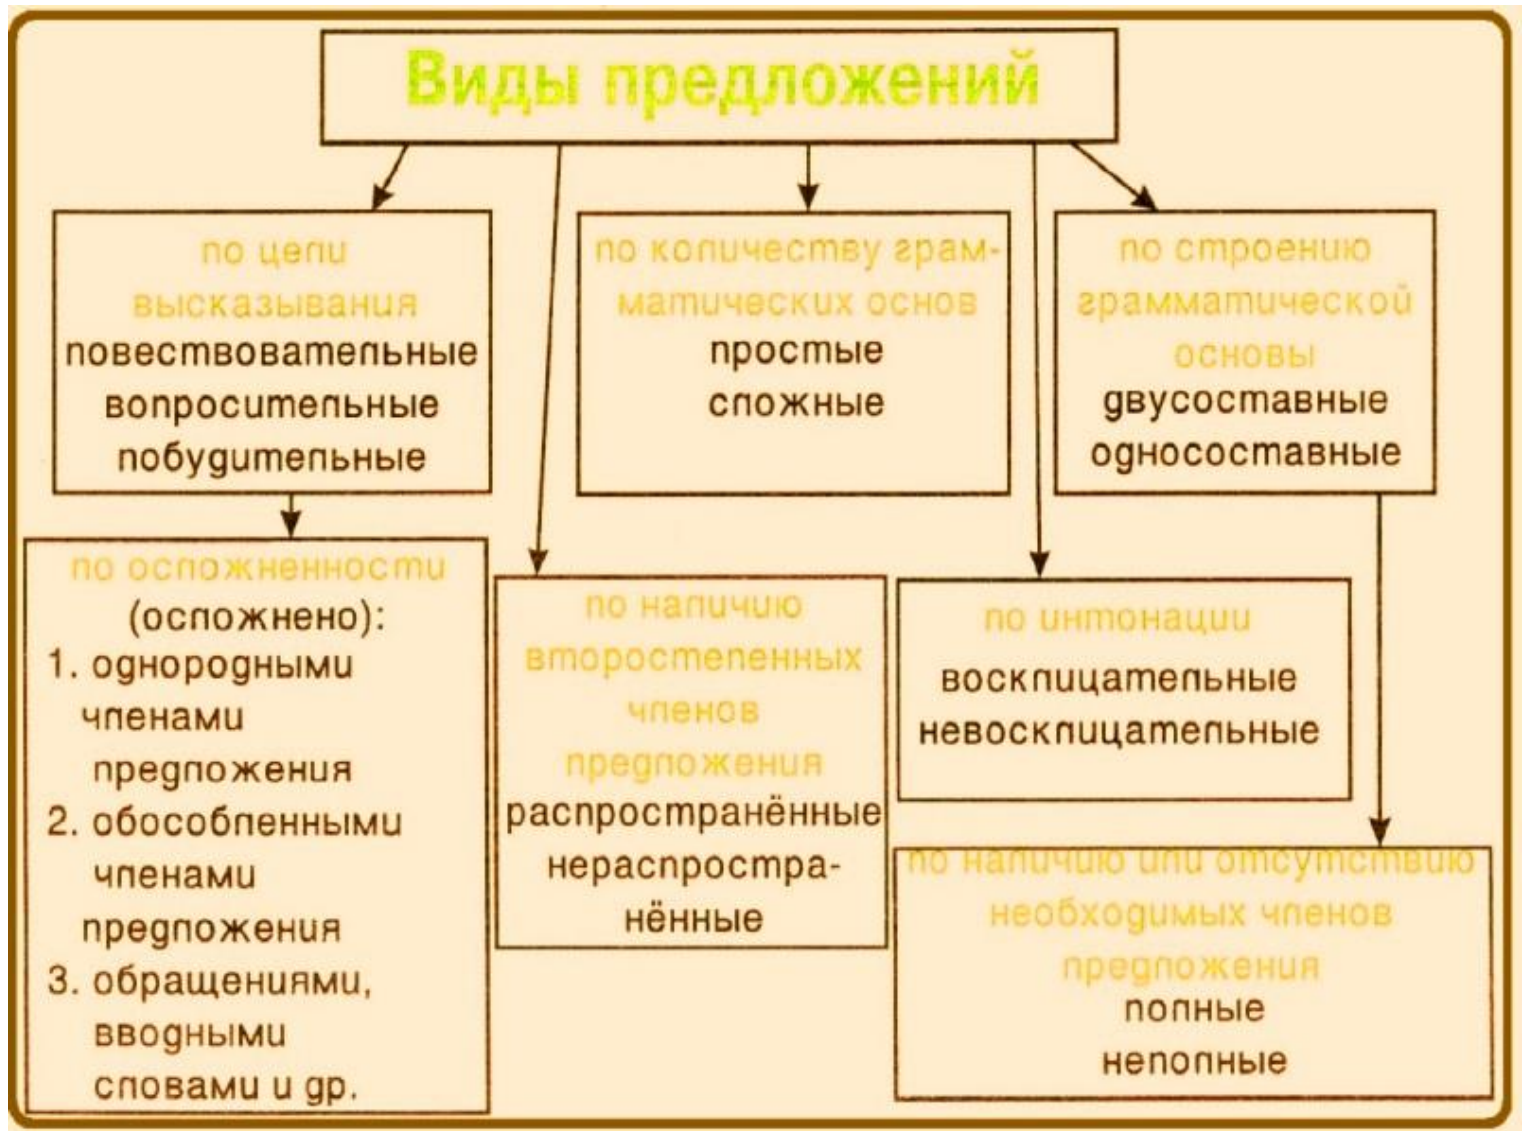 Виды предложений
по цели
высказывания
повествовательные
вопросительные
побудительные
по количеству грам-
матических основ
простые
сложные
по строению
грамматической
основы
двусоставные
односоставные
по осложненности
(осложнено):
1. однородными
членами
предложения
2. обособленными
членами
предложения
3. обращениями,
вводными
словами и др.
по наличию
второстепенных
членов
предложения
распространённые
нераспростра-
нённые
по интонации
восклицательные
невосклицательные
по наличию или отсутствию
необходимых членов
предложения
полные
неполные